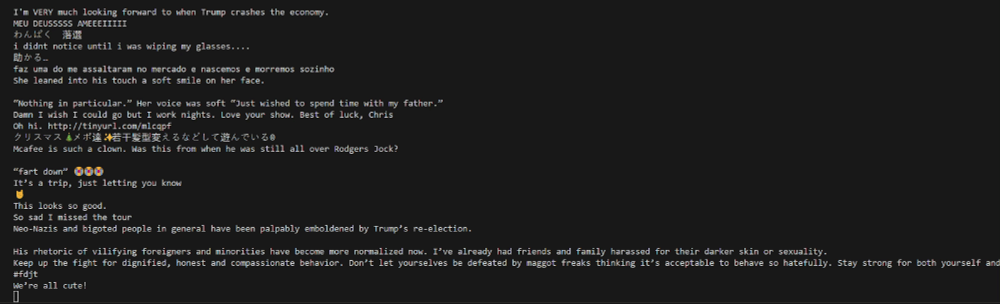 I'm VERY much looking forward to when Trump crashes the economy.
MEU DEUSSSSS AMEEEIIIII
わんぱく　落選
i didnt notice until i was wiping my glasses....
助かる…
faz uma do me assaltaram no mercado e nascemos e morremos sozinho
She leaned into his touch a soft smile on her face.
“Nothing in particular.” Her voice was soft “Just wished to spend time with my father.”
Damn I wish I could go but I work nights. Love your show. Best of luck, Chris
Oh hi. http://tinyurl.com/mlcqpf
クリスマス🎄メポ達✨若干髪型変えるなどして遊んでいる
Mcafee is such a clown. Was this from when he was still all over Rodgers Jock?
“fart down”
It’s a trip, just letting you know
This looks so good.
So sad I missed the tour
Neo-Nazis and bigoted people in general have been palpably emboldened by Trump’s re-election.
His rhetoric of vilifying foreigners and minorities have become more normalized now. I’ve already had friends and family harassed for their darker skin or sexuality.
Keep up the fight for dignified, honest and compassionate behavior. Don’t let yourselves be defeated by maggot freaks thinking it’s acceptable to behave so hatefully. Stay strong for both yourself and
#fdjt
We’re all cute!